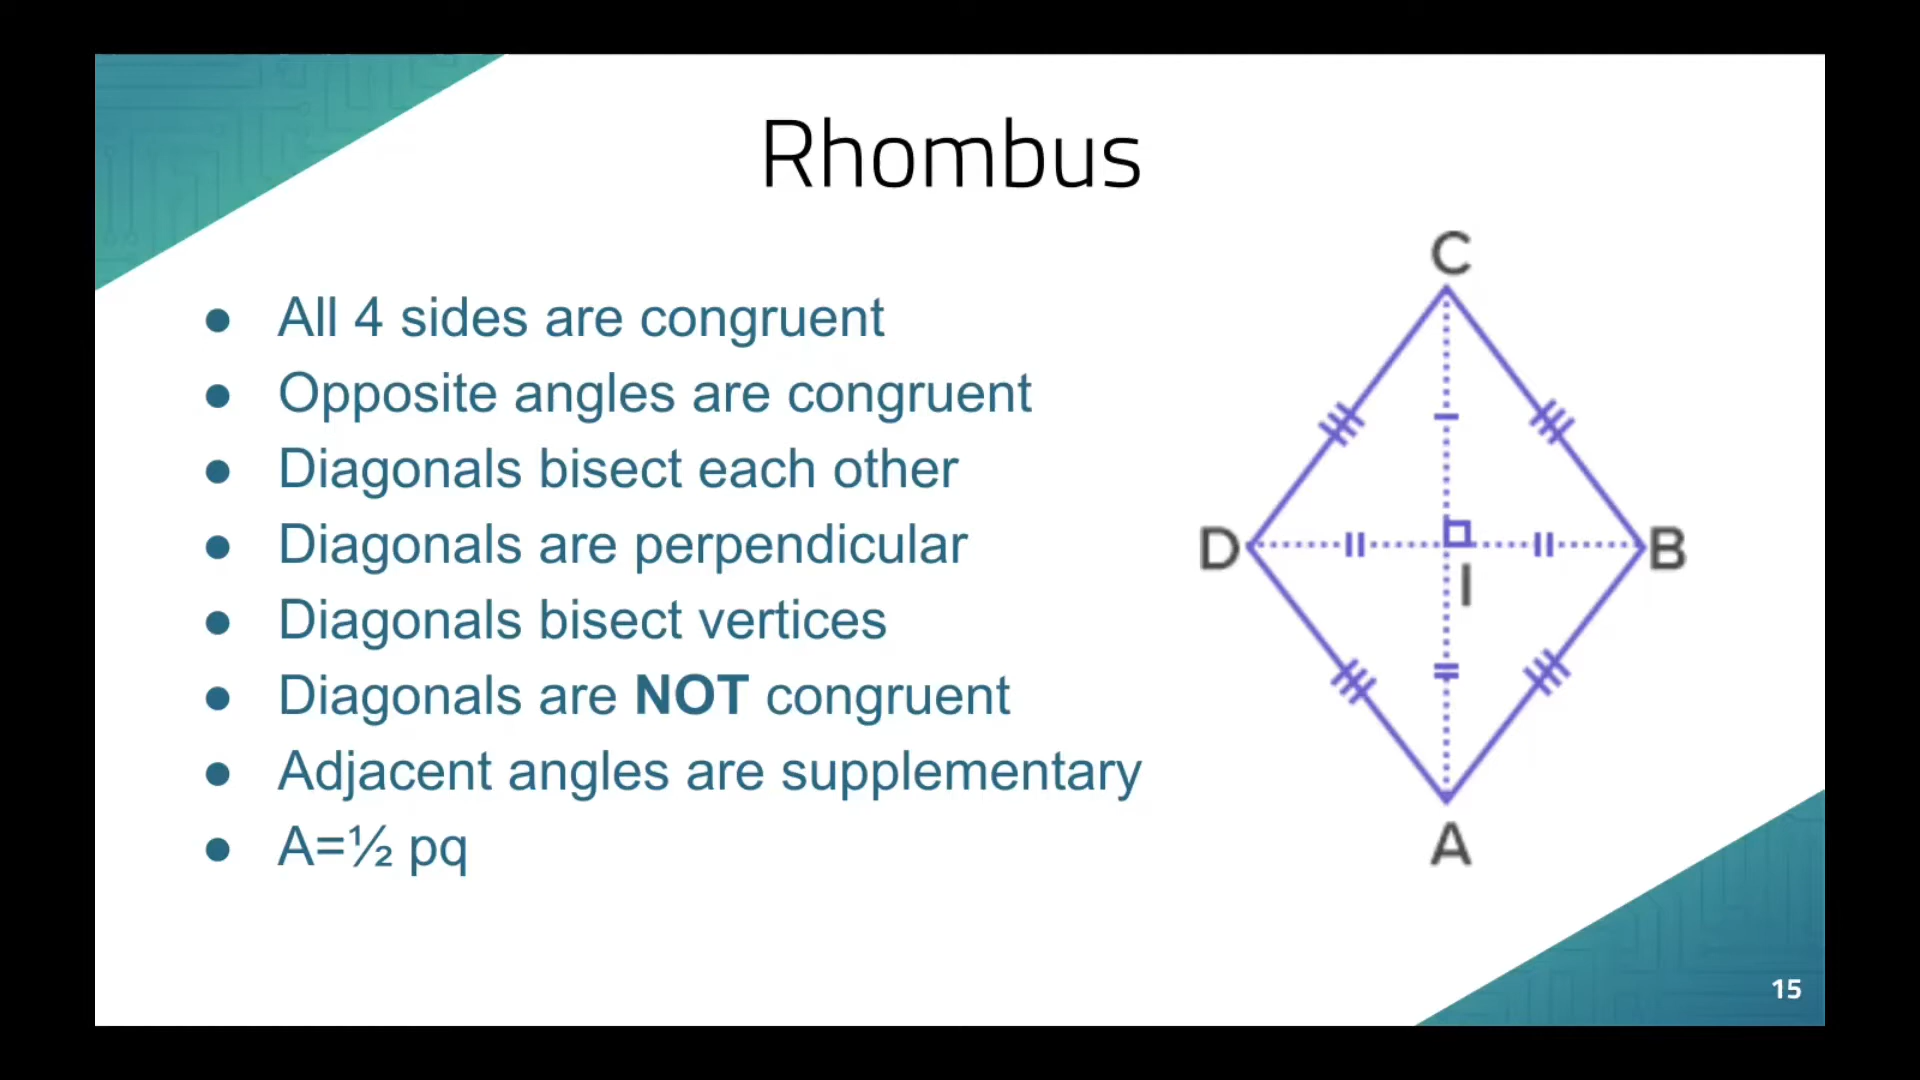 Rhombus
● All 4 sides are congruent
● Opposite angles are congruent
● Diagonals bisect each other
● Diagonals are perpendicular
● Diagonals bisect vertices
● Diagonals are NOT congruent
● Adjacent angles are supplementary
● A=½ pq
C
D
B
I
A
15